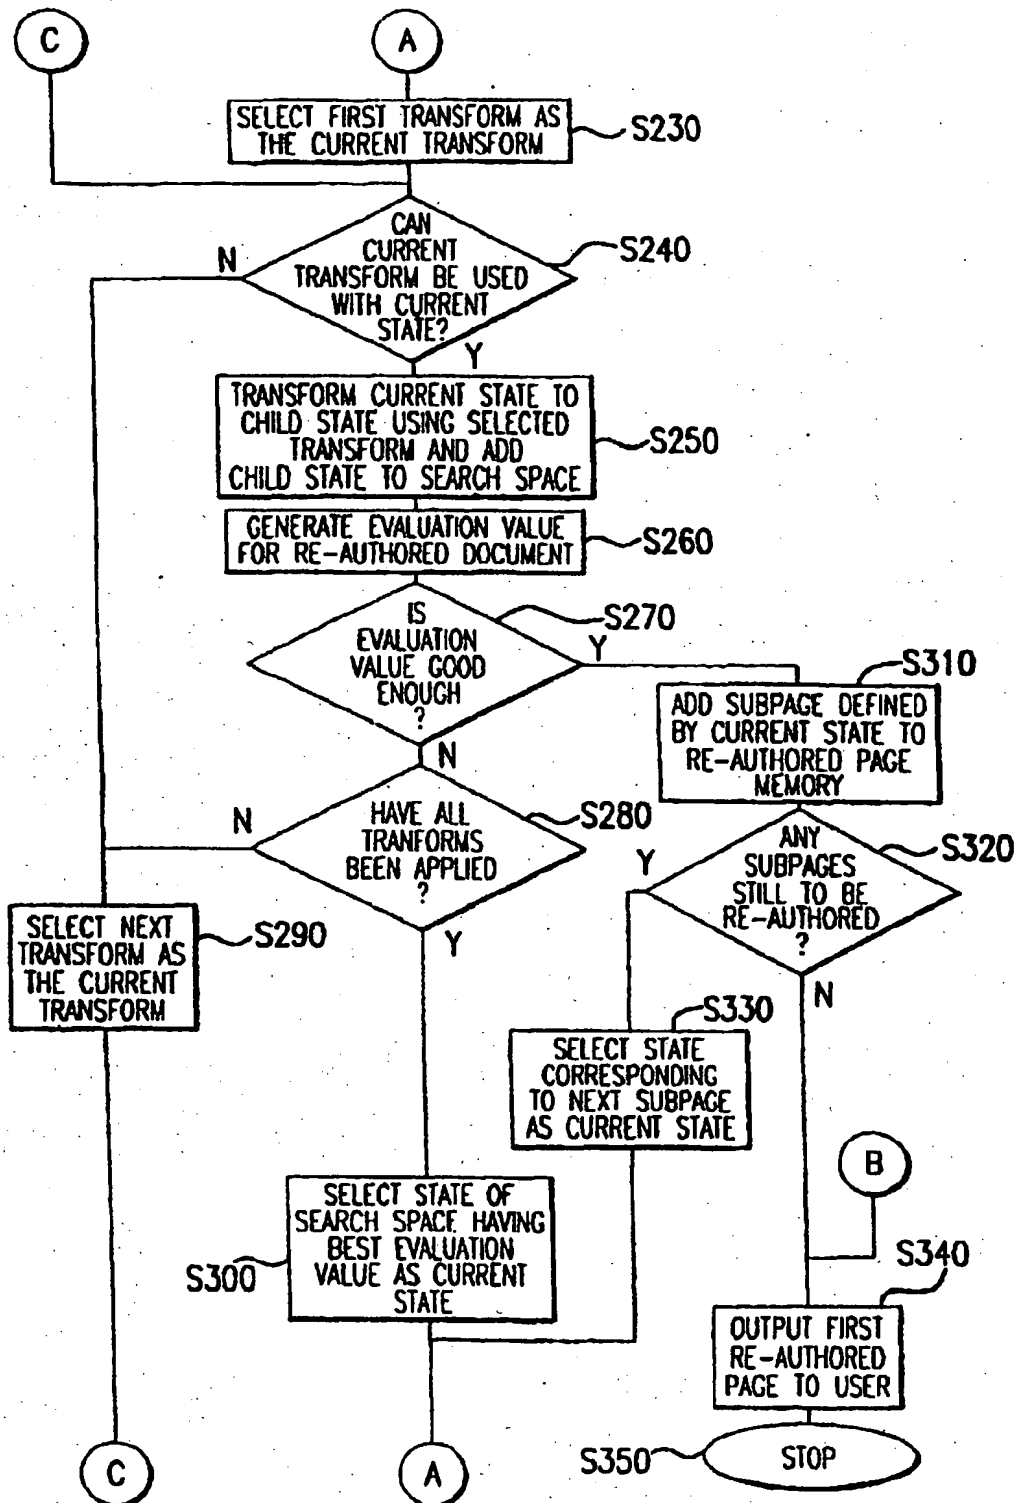 C
A
SELECT FIRST TRANSFORM AS
THE CURRENT TRANSFORM
S230
CAN
CURRENT
TRANSFORM BE USED
WITH CURRENT
STATE?
S240
N
Y
TRANSFORM CURRENT STATE TO
CHILD STATE USING SELECTED
TRANSFORM AND ADD
CHILD STATE TO SEARCH SPACE
S250
GENERATE EVALUATION VALUE
FOR RE-AUTHORED DOCUMENT
S260
IS
EVALUATION
VALUE GOOD
ENOUGH
?
S270
Y
N
S310
ADD SUBPAGE DEFINED
BY CURRENT STATE TO
RE-AUTHORED PAGE
MEMORY
HAVE ALL
TRANFORMS
BEEN APPLIED
?
S280
N
Y
ANY
SUBPAGES
STILL TO BE
RE-AUTHORED
?
S320
Y
N
SELECT NEXT
TRANSFORM AS
THE CURRENT
TRANSFORM
S290
S330
SELECT STATE
CORRESPONDING
TO NEXT SUBPAGE
AS CURRENT STATE
B
SELECT STATE OF
SEARCH SPACE HAVING
BEST EVALUATION
VALUE AS CURRENT
STATE
S300
S340
OUTPUT FIRST
RE-AUTHORED
PAGE TO USER
C
A
S350
STOP